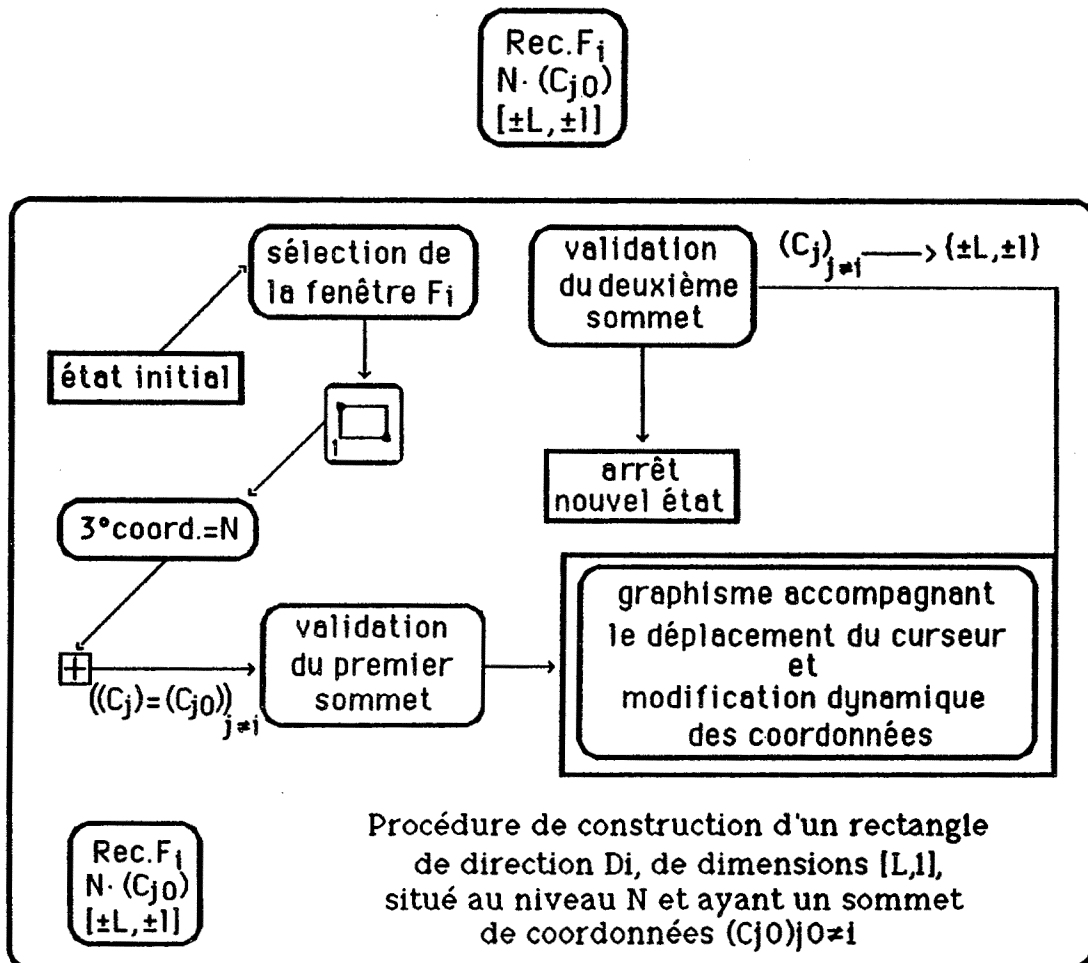 Rec.Fi
N· (Cj0)
[±L,±l]
sélection de
la fenêtre Fi
état initial
1
3°coord.=N
((Cj)=(Cj0))j≠i
validation
du premier
sommet
graphisme accompagnant
le déplacement du curseur
et
modification dynamique
des coordonnées
(Cj)j≠i → {±L,±l}
validation
du deuxième
sommet
arrêt
nouvel état
Rec.Fi
N· (Cj0)
[±L,±l]
Procédure de construction d'un rectangle
de direction Di, de dimensions [L,l],
situé au niveau N et ayant un sommet
de coordonnées (Cj0)j0≠i